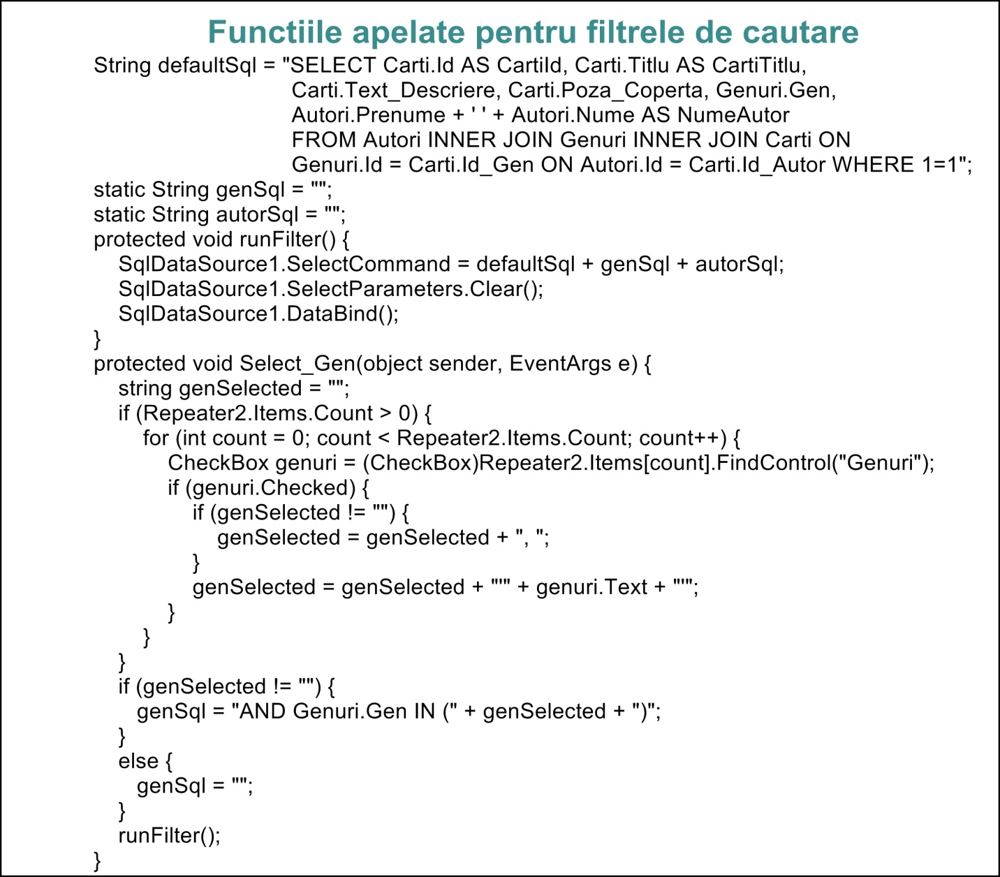 Functiile apelate pentru filtrele de cautare
String defaultSql = "SELECT Carti.Id AS CartiId, Carti.Titlu AS CartiTitlu,
Carti.Text_Descriere, Carti.Poza_Coperta, Genuri.Gen,
Autori.Prenume + ' ' + Autori.Nume AS NumeAutor
FROM Autori INNER JOIN Genuri INNER JOIN Carti ON
Genuri.Id = Carti.Id_Gen ON Autori.Id = Carti.Id_Autor WHERE 1=1";
static String genSql = "";
static String autorSql = "";
protected void runFilter() {
SqlDataSource1.SelectCommand = defaultSql + genSql + autorSql;
SqlDataSource1.SelectParameters.Clear();
SqlDataSource1.DataBind();
}
protected void Select_Gen(object sender, EventArgs e) {
string genSelected = "";
if (Repeater2.Items.Count > 0) {
for (int count = 0; count < Repeater2.Items.Count; count++) {
CheckBox genuri = (CheckBox)Repeater2.Items[count].FindControl("Genuri");
if (genuri.Checked) {
if (genSelected != "") {
genSelected = genSelected + ", ";
}
genSelected = genSelected + "'" + genuri.Text + "'";
}
}
}
if (genSelected != "") {
genSql = "AND Genuri.Gen IN (" + genSelected + ")";
}
else {
genSql = "";
}
runFilter();
}